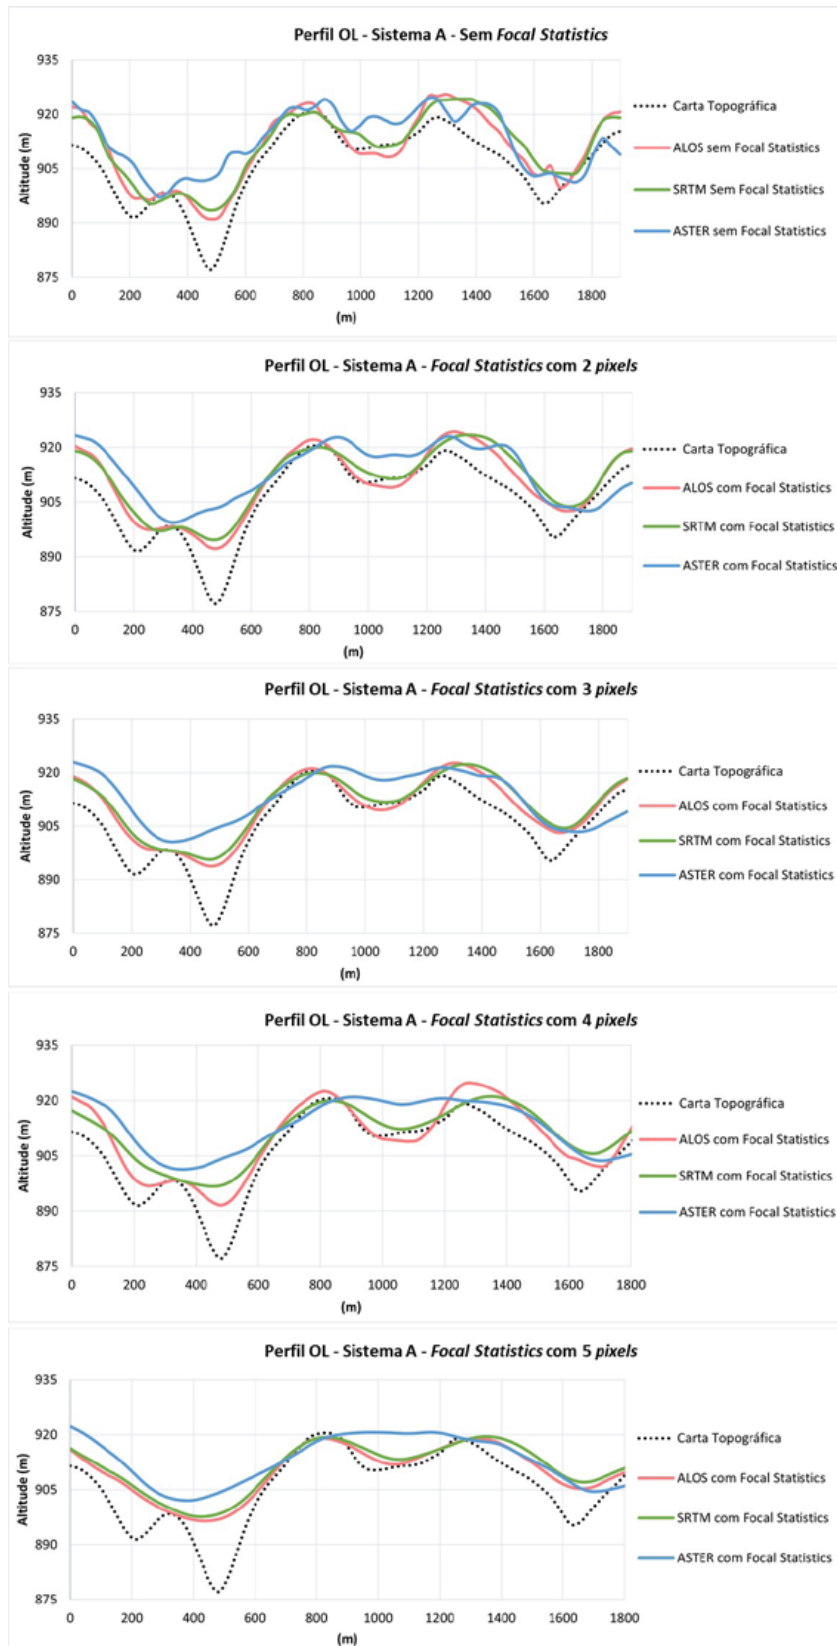 Perfil OL - Sistema A - Sem Focal Statistics
935
920
905
890
875
Altitude (m)
0 200 400 600 800 1000 1200 1400 1600 1800
(m)
Carta Topográfica
ALOS sem Focal Statistics
SRTM Sem Focal Statistics
ASTER sem Focal Statistics
Perfil OL - Sistema A - Focal Statistics com 2 pixels
935
920
905
890
875
Altitude (m)
0 200 400 600 800 1000 1200 1400 1600 1800
(m)
Carta Topográfica
ALOS com Focal Statistics
SRTM com Focal Statistics
ASTER com Focal Statistics
Perfil OL - Sistema A - Focal Statistics com 3 pixels
935
920
905
890
875
Altitude (m)
0 200 400 600 800 1000 1200 1400 1600 1800
(m)
Carta Topográfica
ALOS com Focal Statistics
SRTM com Focal Statistics
ASTER com Focal Statistics
Perfil OL - Sistema A - Focal Statistics com 4 pixels
935
920
905
890
875
Altitude (m)
0 200 400 600 800 1000 1200 1400 1600 1800
(m)
Carta Topográfica
ALOS com Focal Statistics
SRTM com Focal Statistics
ASTER com Focal Statistics
Perfil OL - Sistema A - Focal Statistics com 5 pixels
935
920
905
890
875
Altitude (m)
0 200 400 600 800 1000 1200 1400 1600 1800
(m)
Carta Topográfica
ALOS com Focal Statistics
SRTM com Focal Statistics
ASTER com Focal Statistics